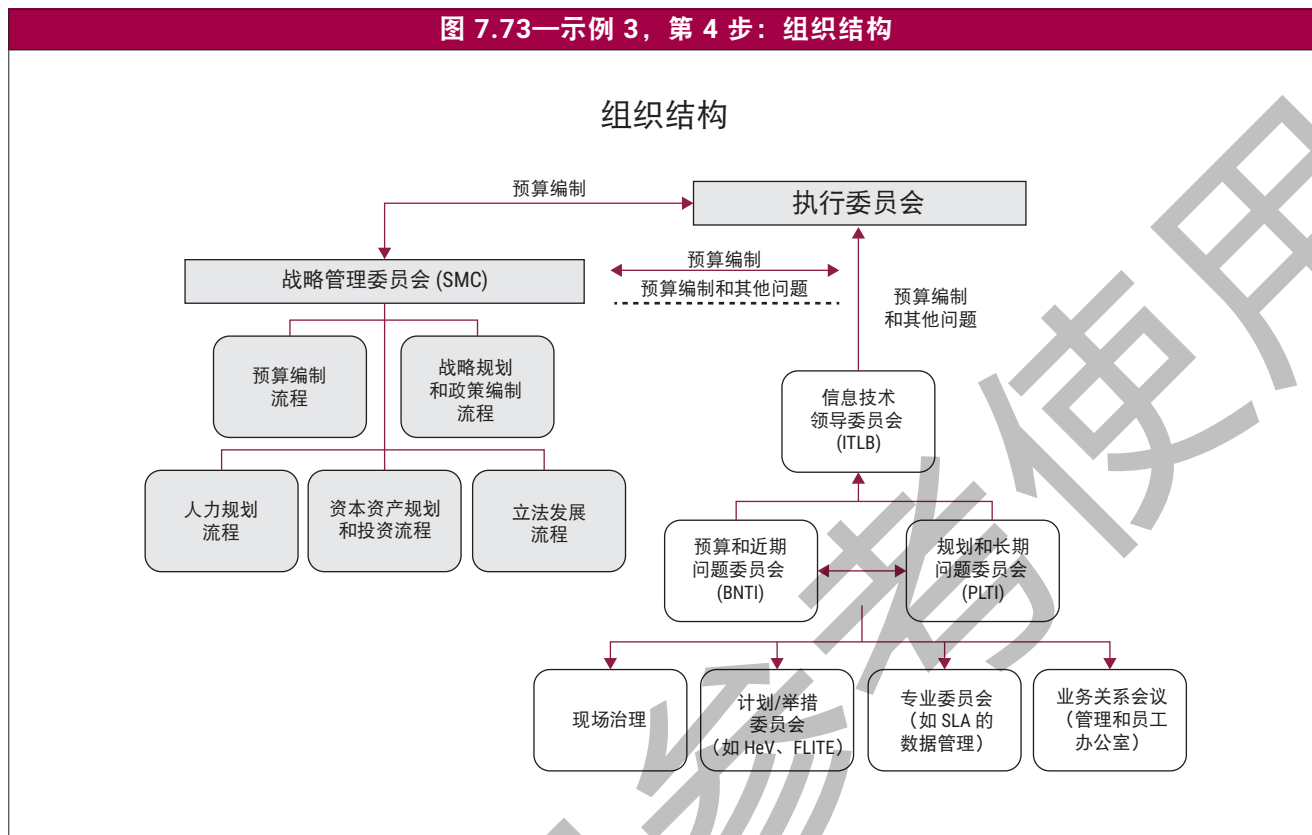 图 7.73—示例 3，第 4 步：组织结构
组织结构
预算编制
执行委员会
战略管理委员会 (SMC)
预算编制
预算编制和其他问题
预算编制
和其他问题
预算编制
流程
战略规划
和政策编制
流程
信息技术
领导委员会
(ITLB)
人力规划
流程
资本资产规划
和投资流程
立法发展
流程
预算和近期
问题委员会
(BNTI)
规划和长期
问题委员会
(PLTI)
现场治理
计划/举措
委员会
（如 HeV、FLITE）
专业委员会
（如 SLA 的
数据管理）
业务关系会议
（管理和员工
办公室）
参考使用